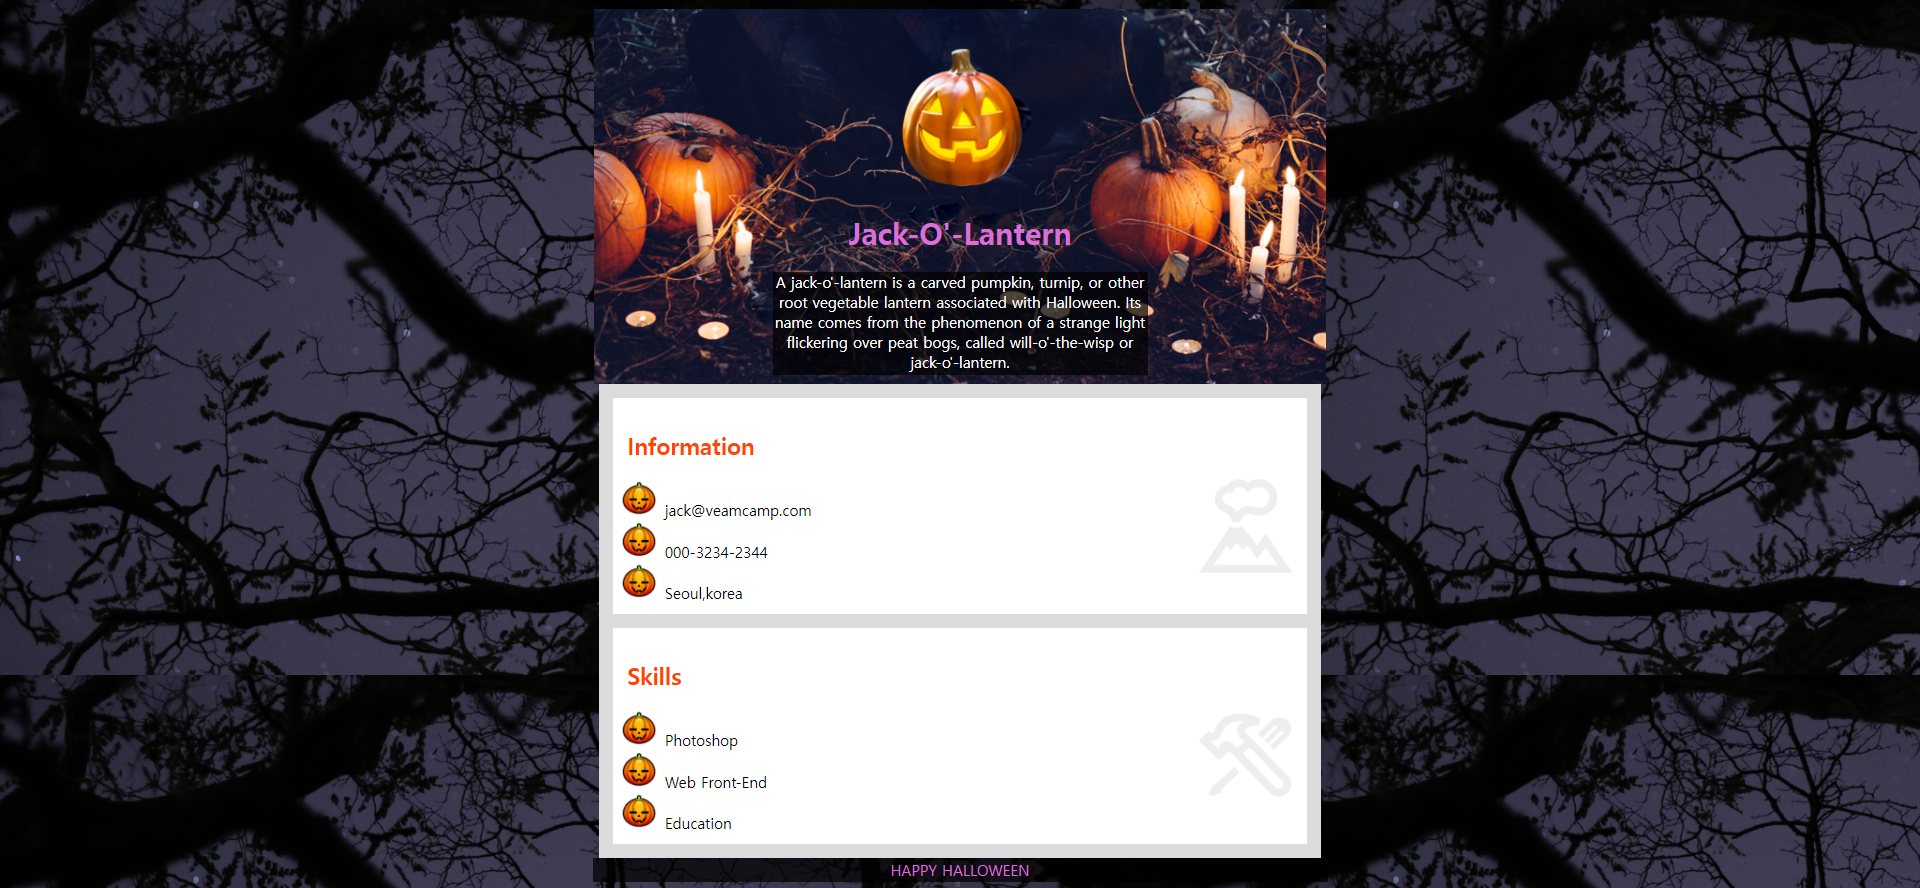 Jack-O'-Lantern
A jack-o'-lantern is a carved pumpkin, turnip, or other
root vegetable lantern associated with Halloween. Its
name comes from the phenomenon of a strange light
flickering over peat bogs, called will-o'-the-wisp or
jack-o'-lantern.
Information
jack@veamcamp.com
000-3234-2344
Seoul,korea
Skills
Photoshop
Web Front-End
Education
HAPPY HALLOWEEN